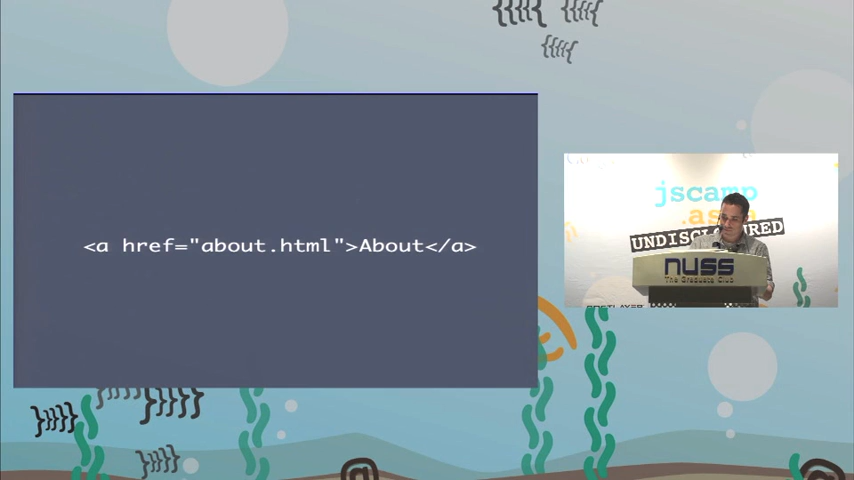 <a href="about.html">About</a>
jscamp
.asia
UNDISCLOSURED
NUSS
The Graduate Club